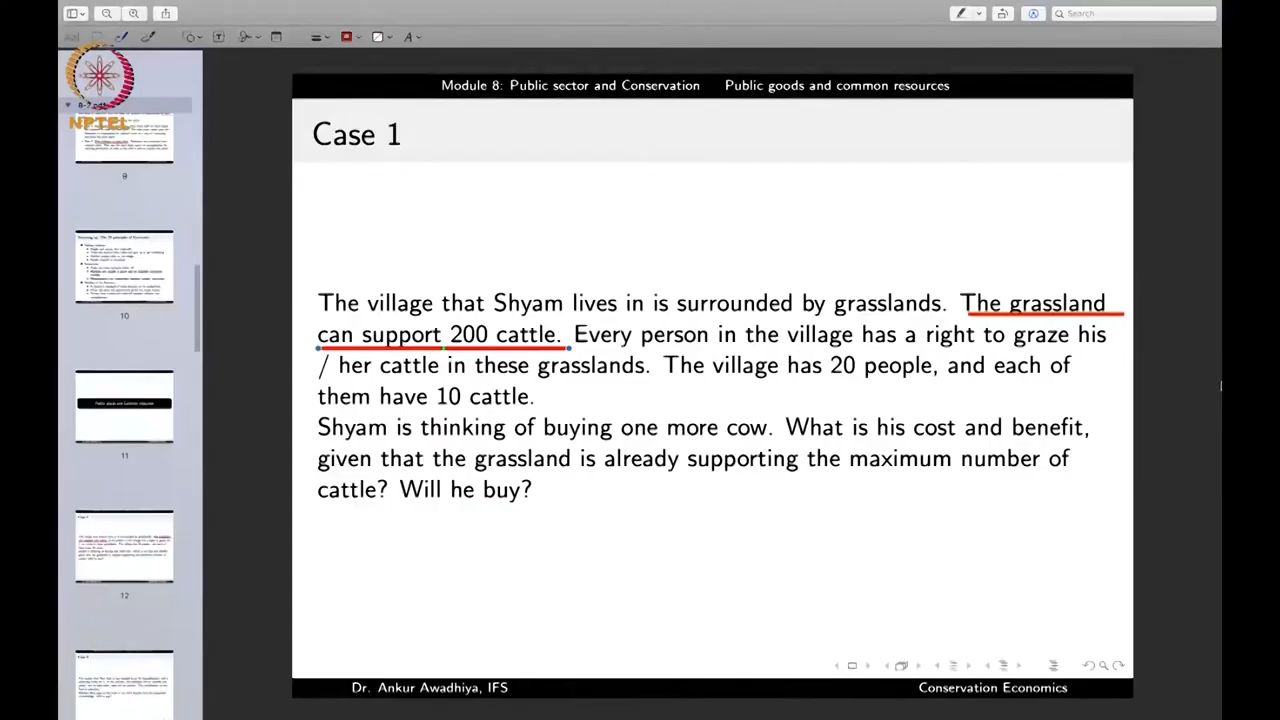 Search
NPTEL
8-2.pdf
Module 8: Public sector and Conservation Public goods and common resources
Case 1
The village that Shyam lives in is surrounded by grasslands. The grassland
can support 200 cattle. Every person in the village has a right to graze his
/ her cattle in these grasslands. The village has 20 people, and each of
them have 10 cattle.
Shyam is thinking of buying one more cow. What is his cost and benefit,
given that the grassland is already supporting the maximum number of
cattle? Will he buy?
Dr. Ankur Awadhiya, IFS Conservation Economics
9
10
11
12